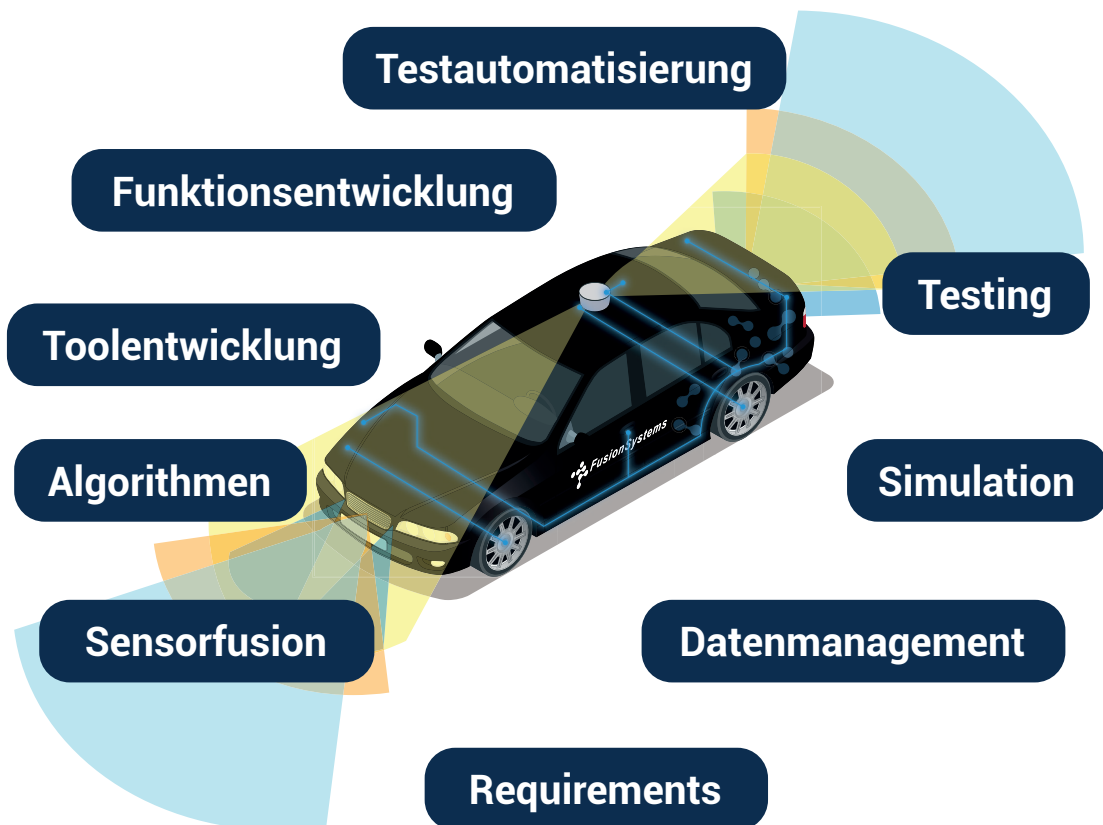 Testautomatisierung
Funktionsentwicklung
Testing
Toolentwicklung
FusionSystems
Algorithmen
Simulation
Sensorfusion
Datenmanagement
Requirements